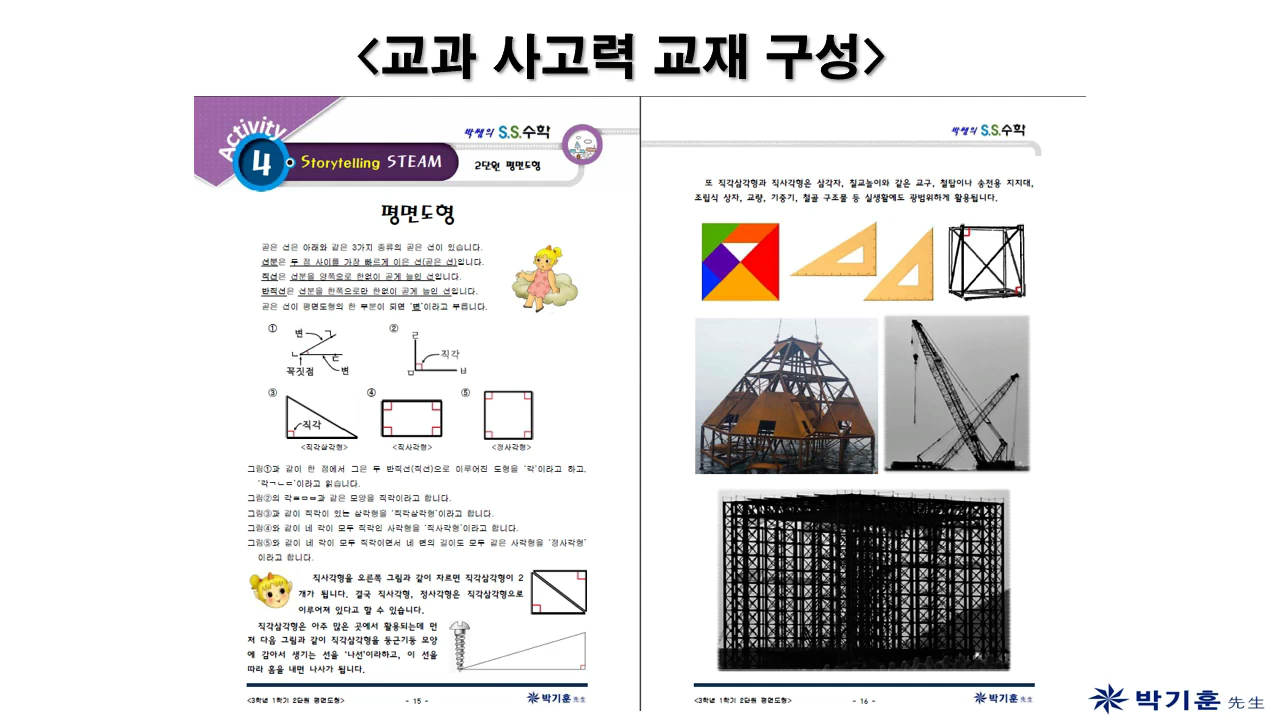 <교과 사고력 교재 구성>
Activity
4
Storytelling STEAM
박쌤의 S.S.수학
2단원 평면도형
평면도형
곧은 선은 아래와 같은 3가지 종류의 곧은 선이 있습니다.
선분은 두 점 사이를 가장 빠르게 이은 선(곧은 선)입니다.
직선은 선분을 양쪽으로 한없이 곧게 늘인 선입니다.
반직선은 선분을 한쪽으로만 한없이 곧게 늘인 선입니다.
곧은 선이 평면도형의 한 부분이 되면 '변'이라고 부릅니다.
① 변 ㄱ ㄴ ㄷ 꼭짓점 변
② ㄹ 직각 ㅁ ㅂ
③ 직각 ④ ⑤
<직각삼각형> <직사각형> <정사각형>
그림①과 같이 한 점에서 그은 두 반직선(직선)으로 이루어진 도형을 '각'이라고 하고,
'각ㄱㄴㄷ'이라고 읽습니다.
그림②의 각ㄹㅁㅂ과 같은 모양을 직각이라고 합니다.
그림③과 같이 직각이 있는 삼각형을 '직각삼각형'이라고 합니다.
그림④와 같이 네 각이 모두 직각인 사각형을 '직사각형'이라고 합니다.
그림⑤와 같이 네 각이 모두 직각이면서 네 변의 길이도 모두 같은 사각형을 '정사각형'
이라고 합니다.
직사각형을 오른쪽 그림과 같이 자르면 직각삼각형이 2
개가 됩니다. 결국 직사각형, 정사각형은 직각삼각형으로
이루어져 있다고 할 수 있습니다.
직각삼각형은 아주 많은 곳에서 활용되는데 먼
저 다음 그림과 같이 직각삼각형을 둥근기둥 모양
에 감아서 생기는 선을 '나선'이라하고, 이 선을
따라 홈을 내면 나사가 됩니다.
<3학년 1학기 2단원 평면도형> - 15 - 박기훈 先生
박쌤의 S.S.수학
또 직각삼각형과 직사각형은 삼각자, 칠교놀이와 같은 교구, 철탑이나 송전용 지지대,
조립식 상자, 교량, 기중기, 철골 구조물 등 실생활에도 광범위하게 활용됩니다.
<3학년 1학기 2단원 평면도형> - 16 - 박기훈 先生
박기훈 先生